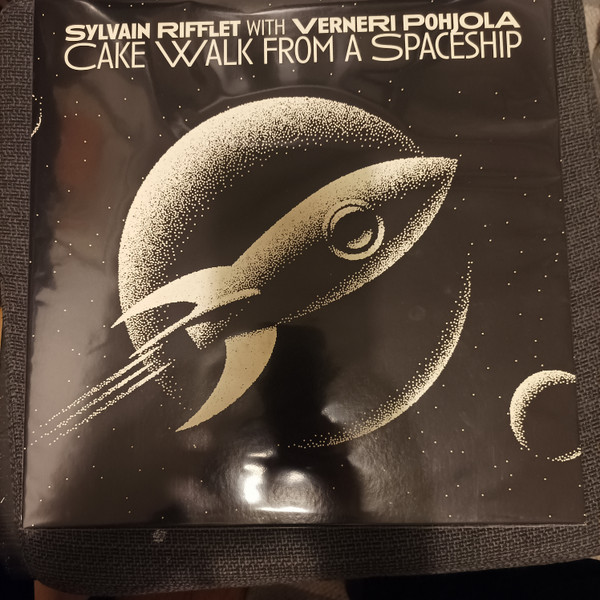 SYLVAIN RIFFLET WITH VERNERI POHJOLA
CAKE WALK FROM A SPACESHIP